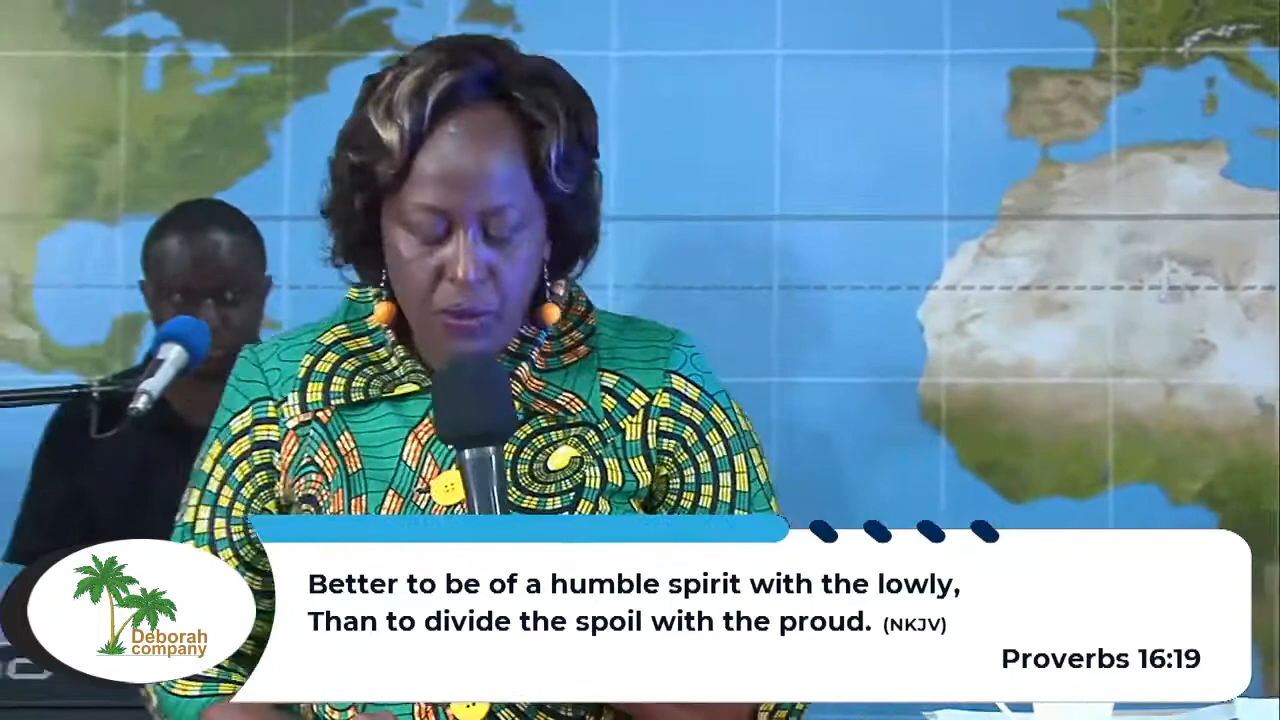 Better to be of a humble spirit with the lowly,
Than to divide the spoil with the proud. (NKJV)
Proverbs 16:19
Deborah
company